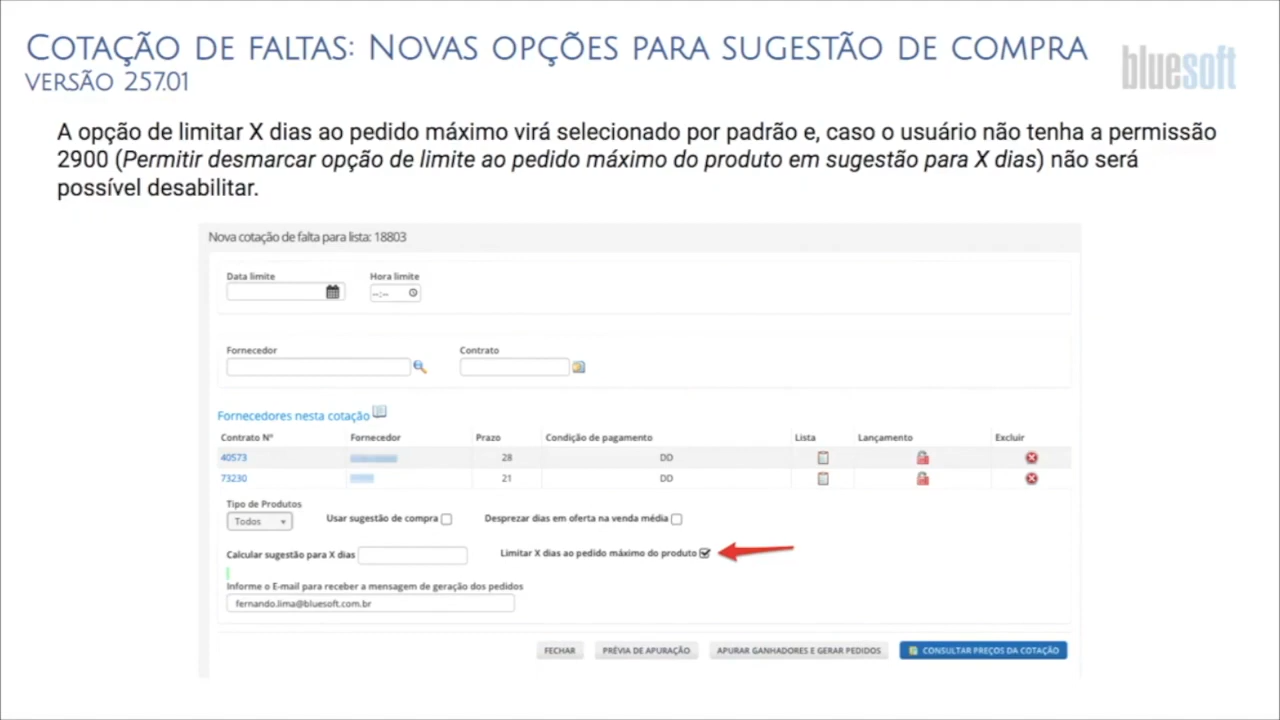 COTAÇÃO DE FALTAS: NOVAS OPÇÕES PARA SUGESTÃO DE COMPRA
VERSÃO 257.01
bluesoft
A opção de limitar X dias ao pedido máximo virá selecionado por padrão e, caso o usuário não tenha a permissão
2900 (Permitir desmarcar opção de limite ao pedido máximo do produto em sugestão para X dias) não será
possível desabilitar.
Nova cotação de falta para lista: 18803
Data limite Hora limite
--:--
Fornecedor Contrato
Fornecedores nesta cotação
Contrato Nº Fornecedor Prazo Condição de pagamento Lista Lançamento Excluir
40573 28 DD
73230 21 DD
Tipo de Produtos
Todos Usar sugestão de compra Desprezar dias em oferta na venda média
Calcular sugestão para X dias Limitar X dias ao pedido máximo do produto
Informe o E-mail para receber a mensagem de geração dos pedidos
fernando.lima@bluesoft.com.br
FECHAR PRÉVIA DE APURAÇÃO APURAR GANHADORES E GERAR PEDIDOS CONSULTAR PREÇOS DA COTAÇÃO